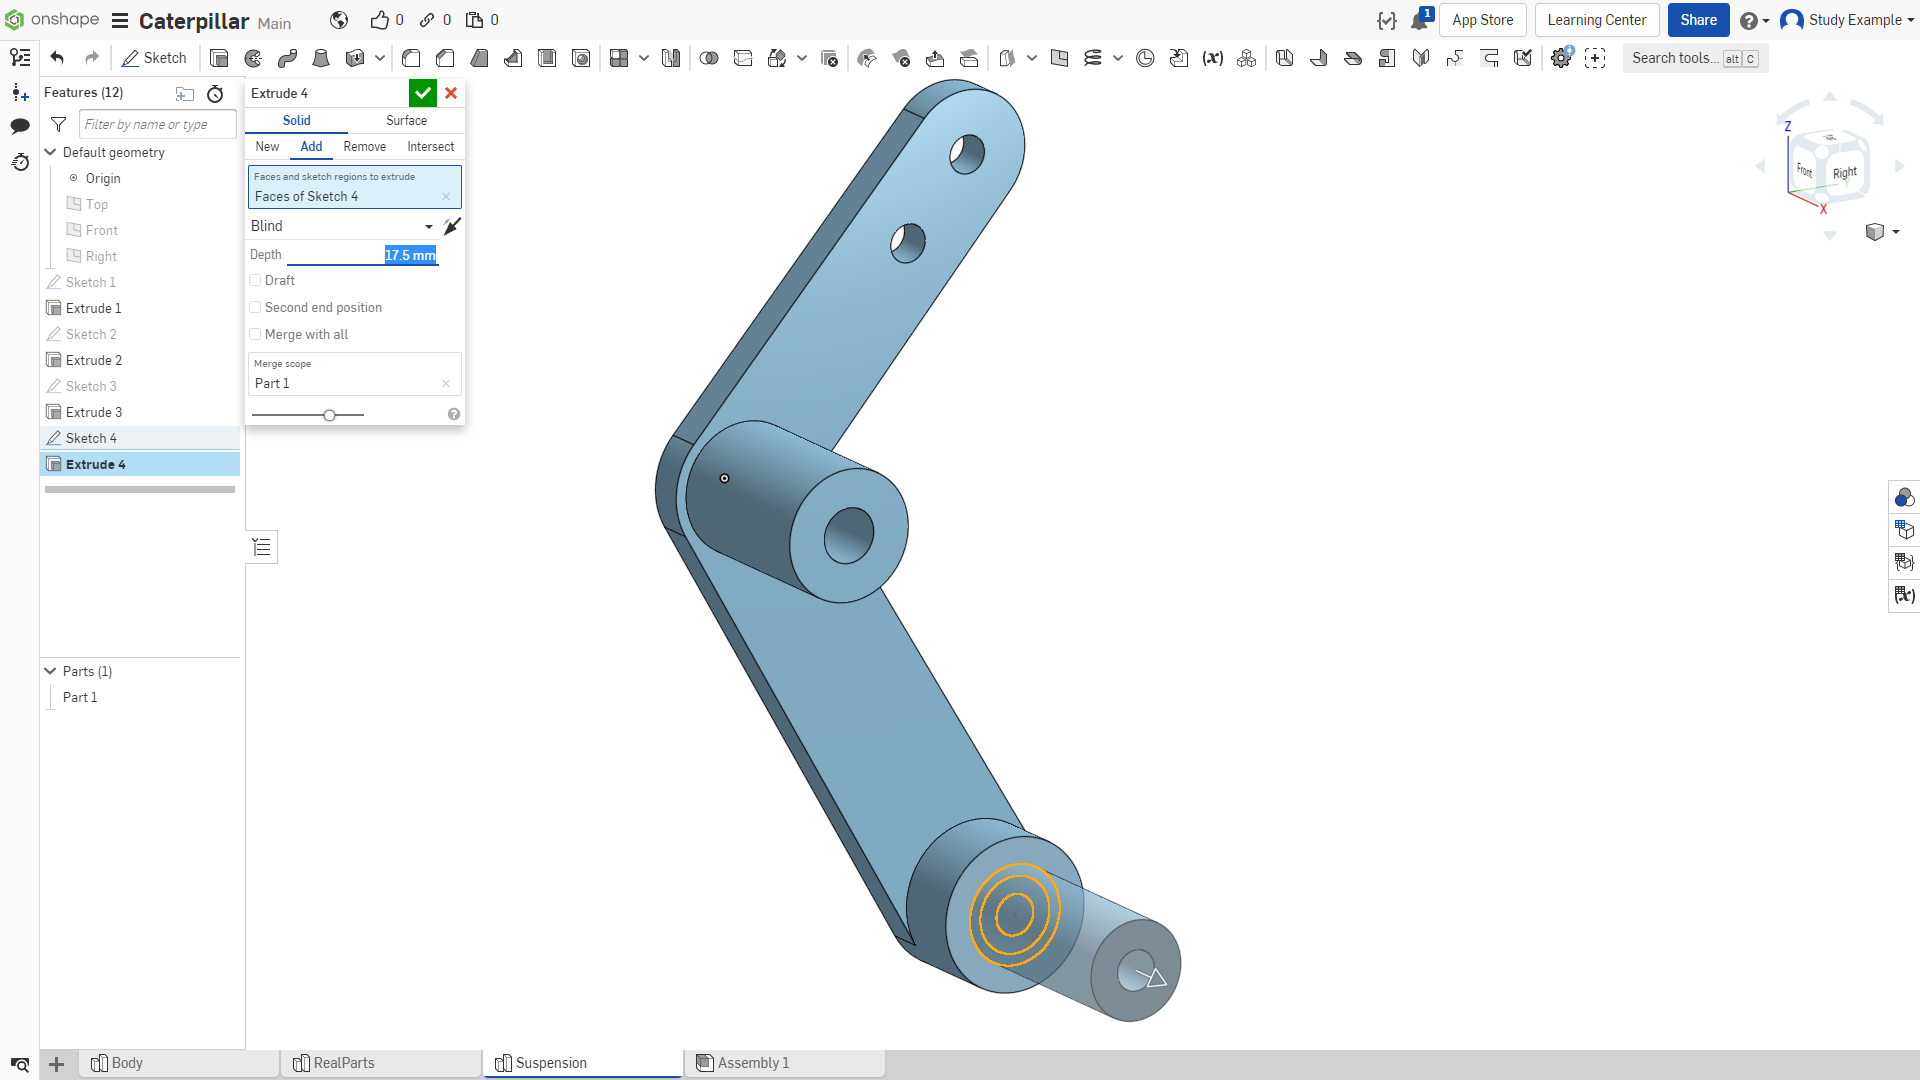 onshape Caterpillar Main 0 0 0 1 App Store Learning Center Share Study Example
Sketch Search tools... alt C
Features (12)
Filter by name or type
Default geometry
Origin
Top
Front
Right
Sketch 1
Extrude 1
Sketch 2
Extrude 2
Sketch 3
Extrude 3
Sketch 4
Extrude 4
Parts (1)
Part 1
Extrude 4
Solid Surface
New Add Remove Intersect
Faces and sketch regions to extrude
Faces of Sketch 4
Blind
Depth 17.5 mm
Draft
Second end position
Merge with all
Merge scope
Part 1
Z
Front Right
X
Body RealParts Suspension Assembly 1